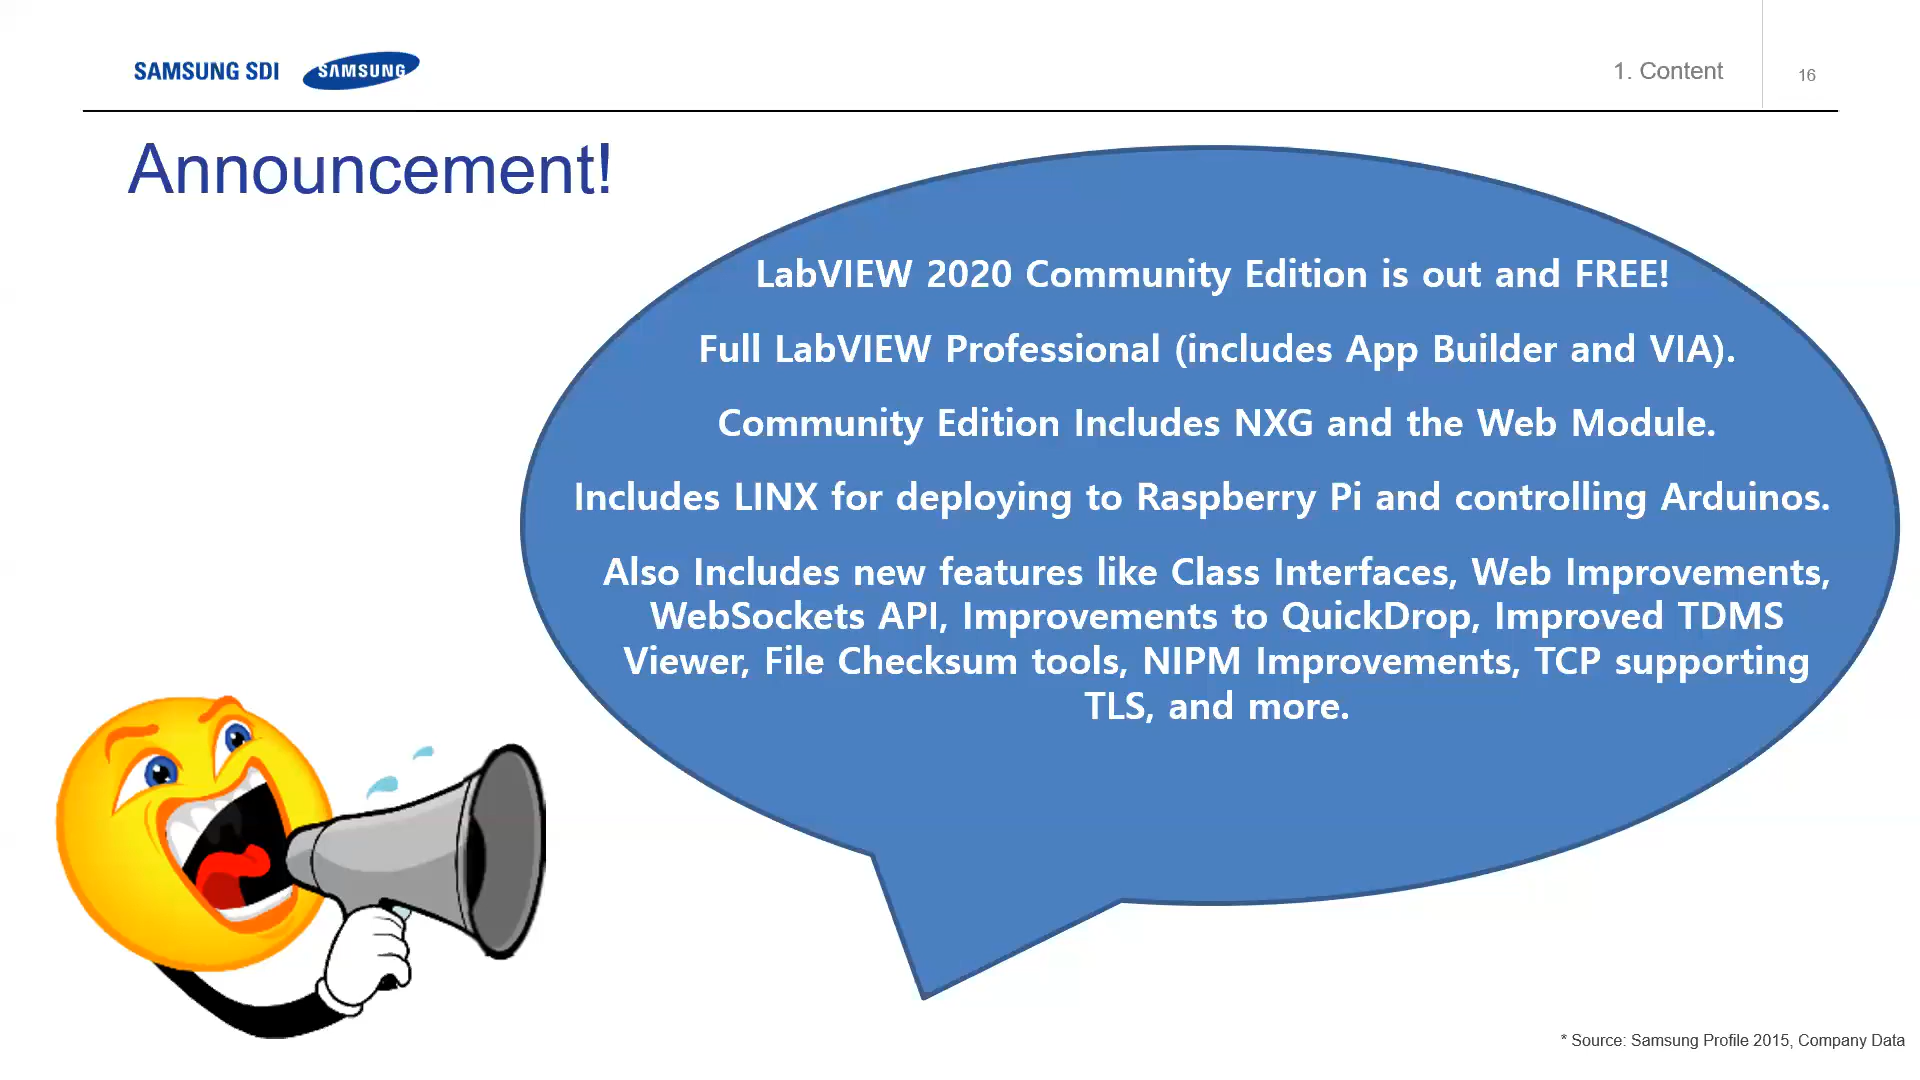 SAMSUNG SDI
SAMSUNG
1. Content
16
Announcement!
LabVIEW 2020 Community Edition is out and FREE!
Full LabVIEW Professional (includes App Builder and VIA).
Community Edition Includes NXG and the Web Module.
Includes LINX for deploying to Raspberry Pi and controlling Arduinos.
Also Includes new features like Class Interfaces, Web Improvements,
WebSockets API, Improvements to QuickDrop, Improved TDMS
Viewer, File Checksum tools, NIPM Improvements, TCP supporting
TLS, and more.
* Source: Samsung Profile 2015, Company Data